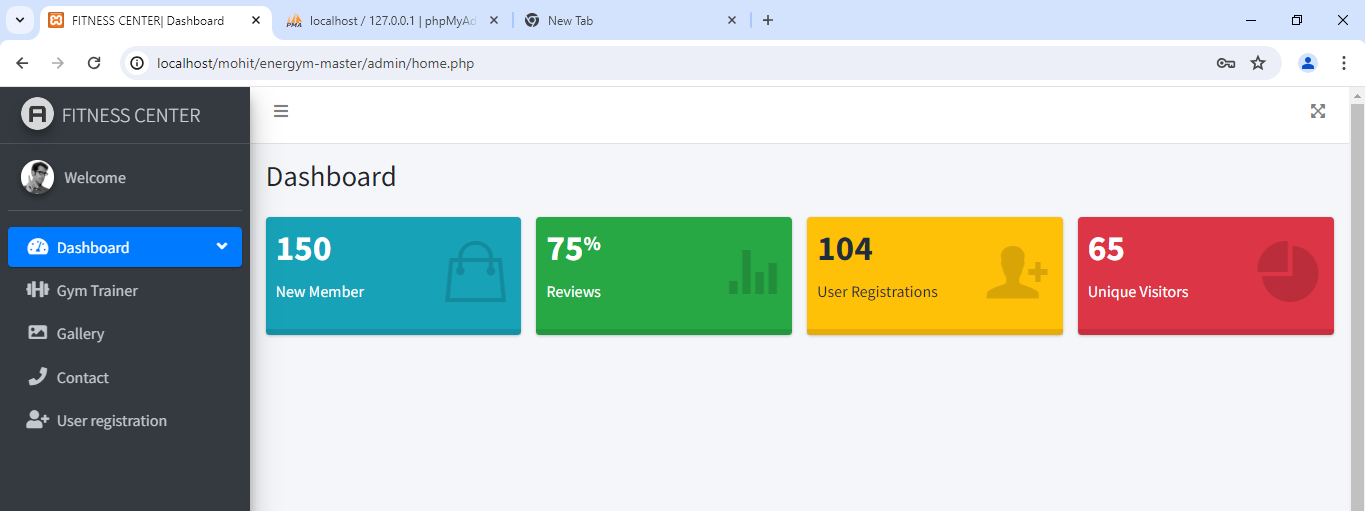 FITNESS CENTER| Dashboard
localhost / 127.0.0.1 | phpMyAd
New Tab
localhost/mohit/energym-master/admin/home.php
FITNESS CENTER
Welcome
Dashboard
Gym Trainer
Gallery
Contact
User registration
Dashboard
150
New Member
75%
Reviews
104
User Registrations
65
Unique Visitors